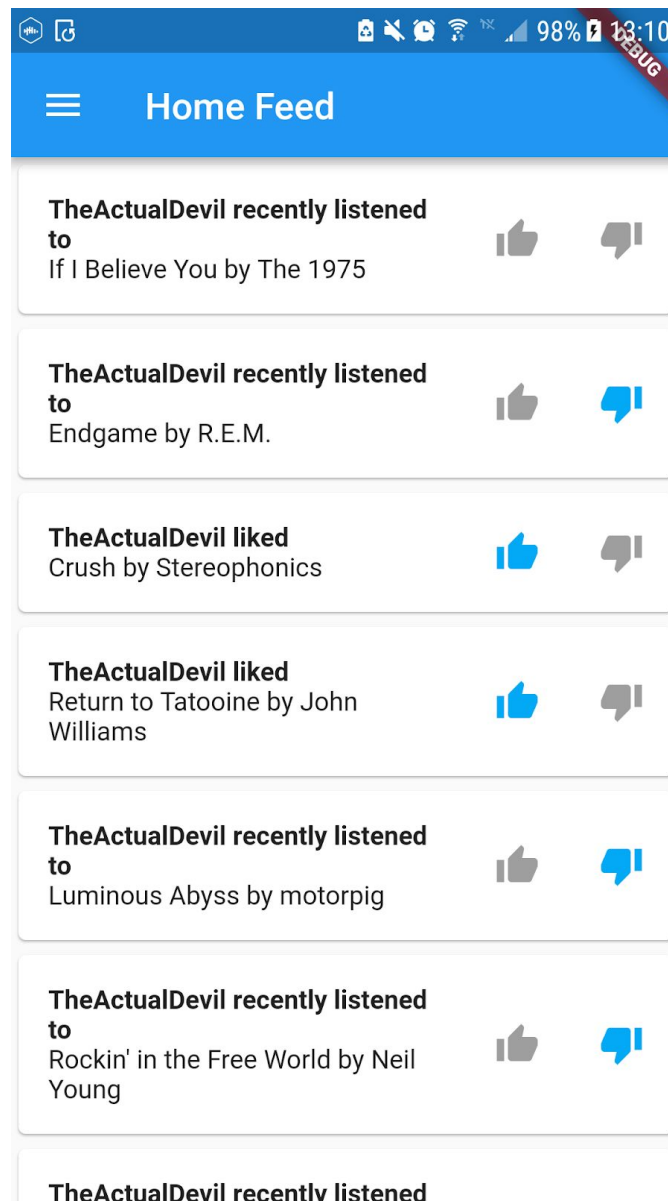 98% 13:10
DEBUG
Home Feed
TheActualDevil recently listened
to
If I Believe You by The 1975
TheActualDevil recently listened
to
Endgame by R.E.M.
TheActualDevil liked
Crush by Stereophonics
TheActualDevil liked
Return to Tatooine by John
Williams
TheActualDevil recently listened
to
Luminous Abyss by motorpig
TheActualDevil recently listened
to
Rockin' in the Free World by Neil
Young
TheActualDevil recently listened